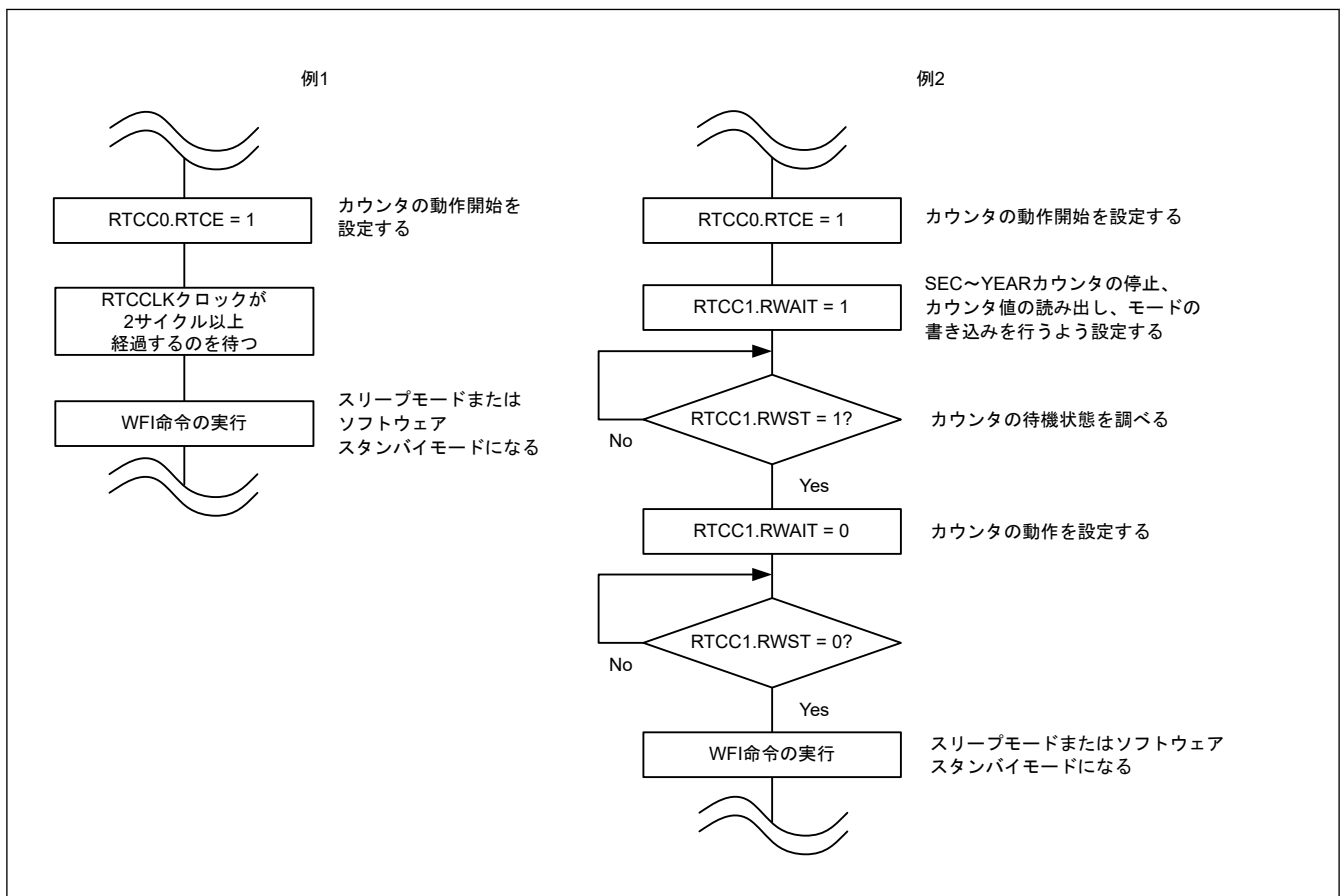 例1
RTCC0.RTCE = 1
カウンタの動作開始を
設定する
RTCCLKクロックが
2サイクル以上
経過するのを待つ
WFI命令の実行
スリープモードまたは
ソフトウェア
スタンバイモードになる
例2
RTCC0.RTCE = 1
カウンタの動作開始を設定する
RTCC1.RWAIT = 1
SEC～YEARカウンタの停止、
カウンタ値の読み出し、モードの
書き込みを行うよう設定する
RTCC1.RWST = 1?
カウンタの待機状態を調べる
No
Yes
RTCC1.RWAIT = 0
カウンタの動作を設定する
RTCC1.RWST = 0?
No
Yes
WFI命令の実行
スリープモードまたはソフトウェア
スタンバイモードになる